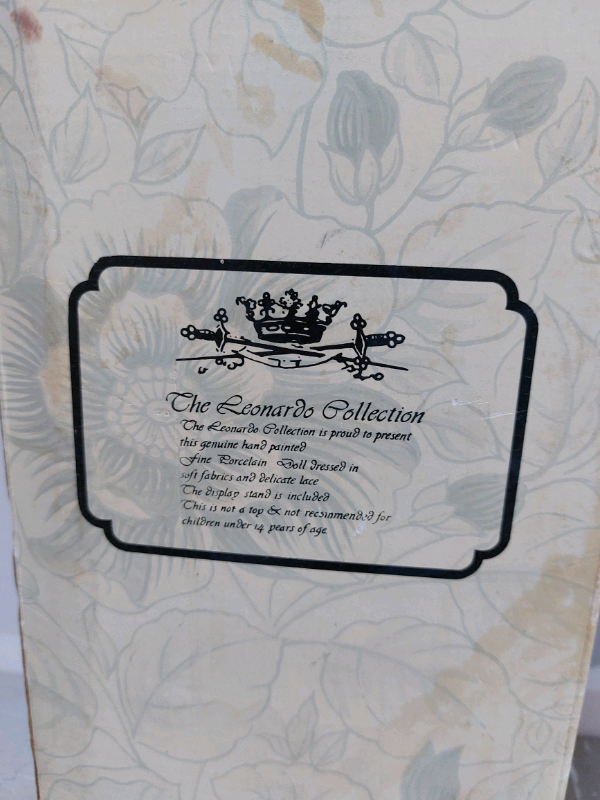 The Leonardo Collection
The Leonardo Collection is proud to present
this genuine hand painted
Fine Porcelain Doll dressed in
soft fabrics and delicate lace
The display stand is included
This is not a toy & not recommended for
children under 14 years of age